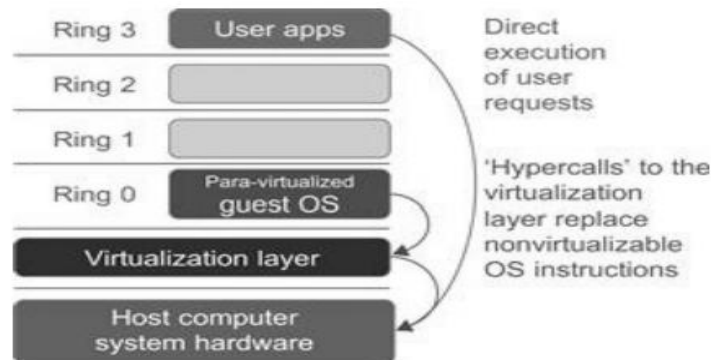 Ring 3
User apps
Direct
execution
of user
requests
Ring 2
Ring 1
Ring 0
Para-virtualized
guest OS
'Hypercalls' to the
virtualization
layer replace
nonvirtualizable
OS instructions
Virtualization layer
Host computer
system hardware